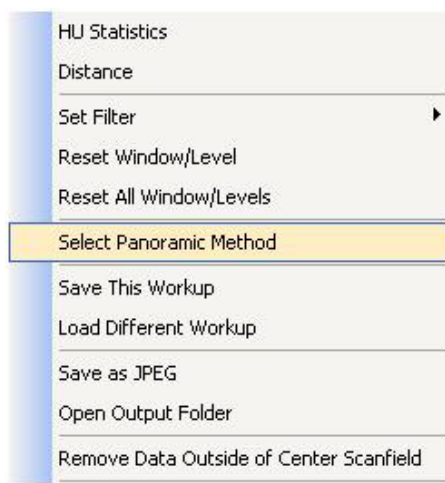 HU Statistics
Distance
Set Filter
Reset Window/Level
Reset All Window/Levels
Select Panoramic Method
Save This Workup
Load Different Workup
Save as JPEG
Open Output Folder
Remove Data Outside of Center Scanfield